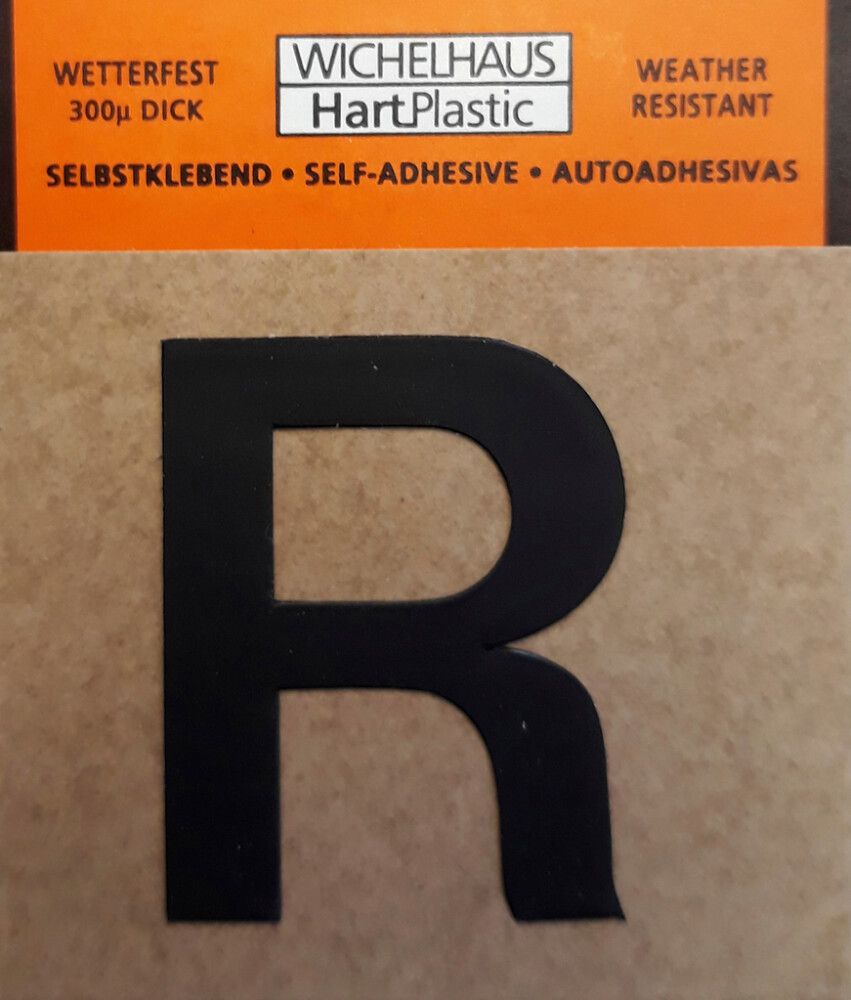 WICHELHAUS
HartPlastic
WETTERFEST
300µ DICK
WEATHER
RESISTANT
SELBSTKLEBEND • SELF-ADHESIVE • AUTOADHESIVAS
R